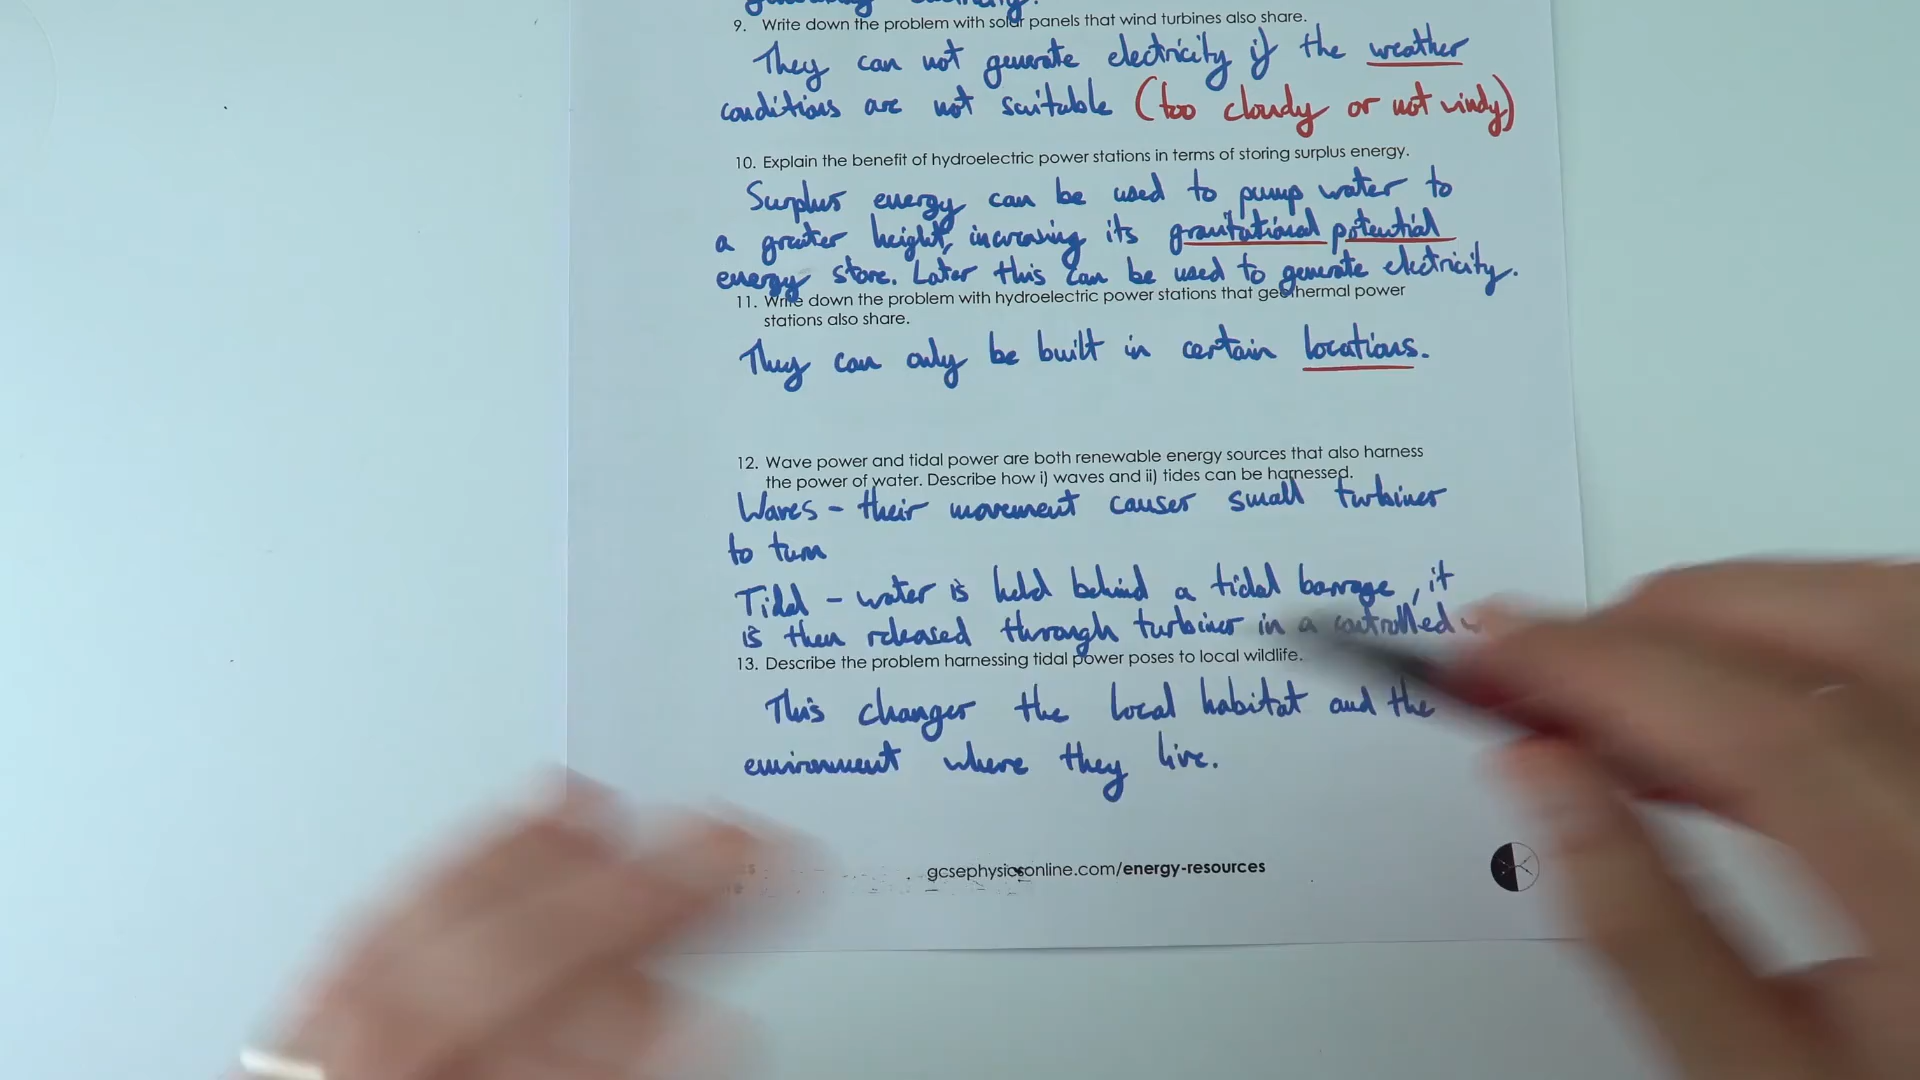 9. Write down the problem with solar panels that wind turbines also share.
They can not generate electricity if the weather
conditions are not suitable (too cloudy or not windy)
10. Explain the benefit of hydroelectric power stations in terms of storing surplus energy.
Surplus energy can be used to pump water to
a greater height, increasing its gravitational potential
energy store. Later this can be used to generate electricity.
11. Write down the problem with hydroelectric power stations that geothermal power
stations also share.
They can only be built in certain locations.
12. Wave power and tidal power are both renewable energy sources that also harness
the power of water. Describe how i) waves and ii) tides can be harnessed.
Waves - their movement causes small turbines
to turn
Tidal - water is held behind a tidal barrage, it
is then released through turbines in a controlled
13. Describe the problem harnessing tidal power poses to local wildlife.
This changes the local habitat and the
environment where they live.
gcsephysicsonline.com/energy-resources